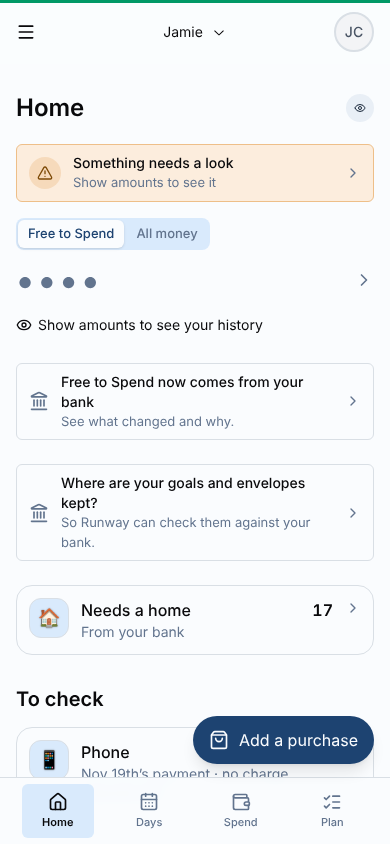 Jamie
JC
Home
Something needs a look
Show amounts to see it
Free to Spend
All money
Show amounts to see your history
Free to Spend now comes from your
bank
See what changed and why.
Where are your goals and envelopes
kept?
So Runway can check them against your
bank.
Needs a home
17
From your bank
To check
Phone
Nov 19th's payment · no charge
Add a purchase
Home
Days
Spend
Plan